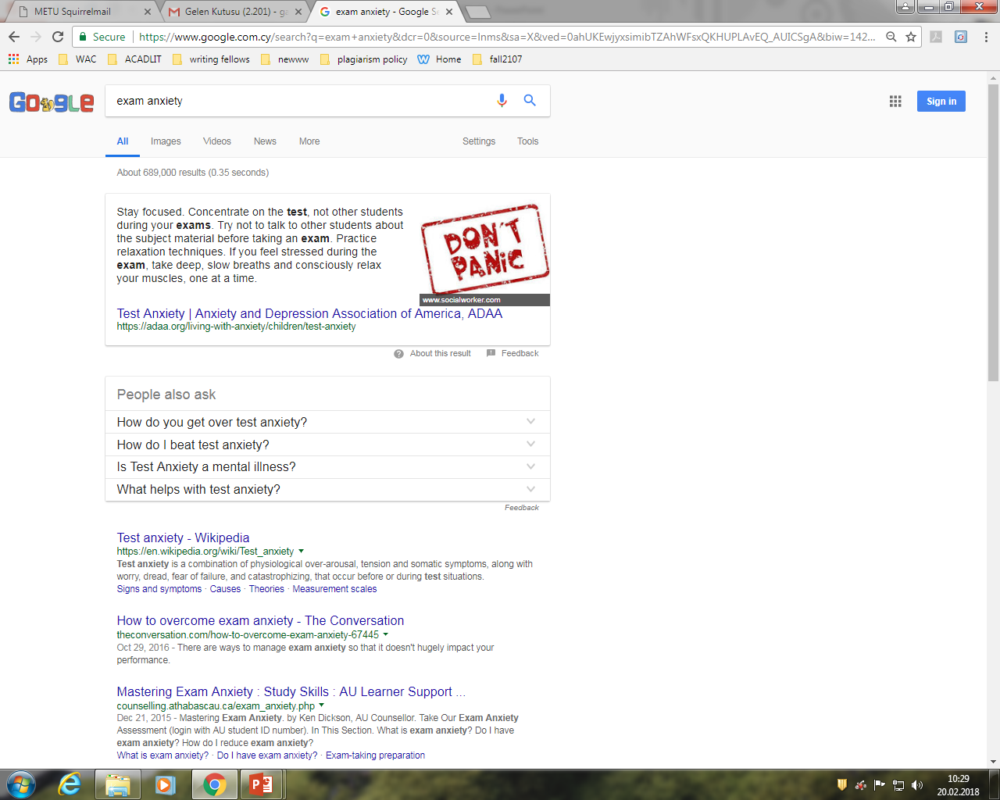 METU Squirrelmail
Gelen Kutusu (2.201) - ga
exam anxiety - Google Se
Secure
https://www.google.com.cy/search?q=exam+anxiety&dcr=0&source=lnms&sa=X&ved=0ahUKEwjyxsimibTZAhWFsxQKHUPLAvEQ_AUICSgA&biw=142...
Apps WAC ACADLIT writing fellows newww plagiarism policy Home fall2107
Google
exam anxiety
Sign in
All Images Videos News More Settings Tools
About 689,000 results (0.35 seconds)
Stay focused. Concentrate on the test, not other students
during your exams. Try not to talk to other students about
the subject material before taking an exam. Practice
relaxation techniques. If you feel stressed during the
exam, take deep, slow breaths and consciously relax
your muscles, one at a time.
DON'T
PANIC
www.socialworker.com
Test Anxiety | Anxiety and Depression Association of America, ADAA
https://adaa.org/living-with-anxiety/children/test-anxiety
About this result Feedback
People also ask
How do you get over test anxiety?
How do I beat test anxiety?
Is Test Anxiety a mental illness?
What helps with test anxiety?
Feedback
Test anxiety - Wikipedia
https://en.wikipedia.org/wiki/Test_anxiety
Test anxiety is a combination of physiological over-arousal, tension and somatic symptoms, along with
worry, dread, fear of failure, and catastrophizing, that occur before or during test situations.
Signs and symptoms · Causes · Theories · Measurement scales
How to overcome exam anxiety - The Conversation
theconversation.com/how-to-overcome-exam-anxiety-67445
Oct 29, 2016 - There are ways to manage exam anxiety so that it doesn't hugely impact your
performance.
Mastering Exam Anxiety : Study Skills : AU Learner Support ...
counselling.athabascau.ca/exam_anxiety.php
Dec 21, 2015 - Mastering Exam Anxiety. by Ken Dickson, AU Counsellor. Take Our Exam Anxiety
Assessment (login with AU student ID number). In This Section. What is exam anxiety? Do I have
exam anxiety? How do I reduce exam anxiety?
What is exam anxiety? · Do I have exam anxiety? · Exam-taking preparation
10:29
20.02.2018